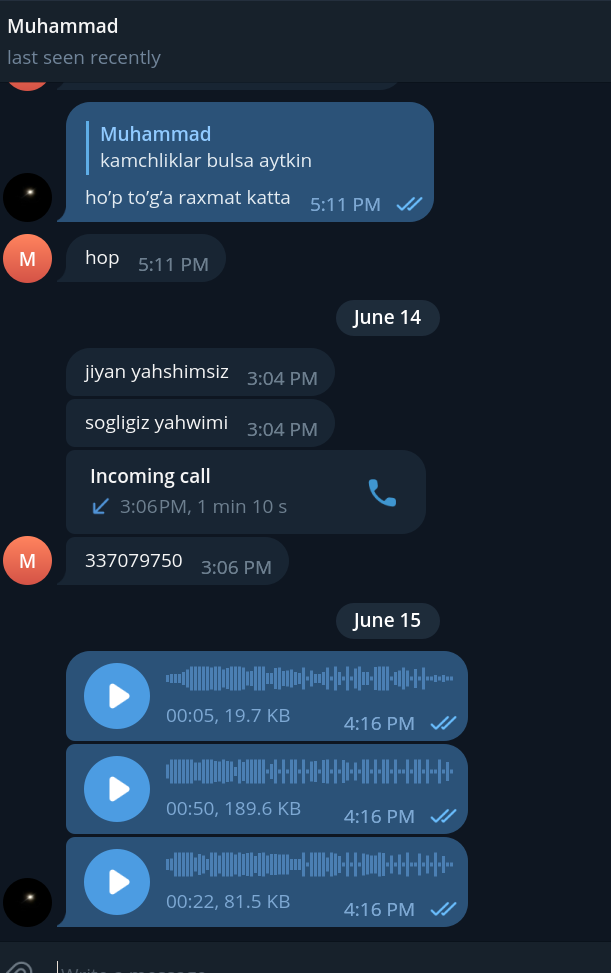 Muhammad
last seen recently
Muhammad
kamchliklar bulsa aytkin
ho’p to’g’a raxmat katta 5:11 PM
M
hop 5:11 PM
June 14
jiyan yahshimsiz 3:04 PM
sogligiz yahwimi 3:04 PM
Incoming call
3:06PM, 1 min 10 s
M
337079750 3:06 PM
June 15
00:05, 19.7 KB 4:16 PM
00:50, 189.6 KB 4:16 PM
00:22, 81.5 KB 4:16 PM
Write a message...